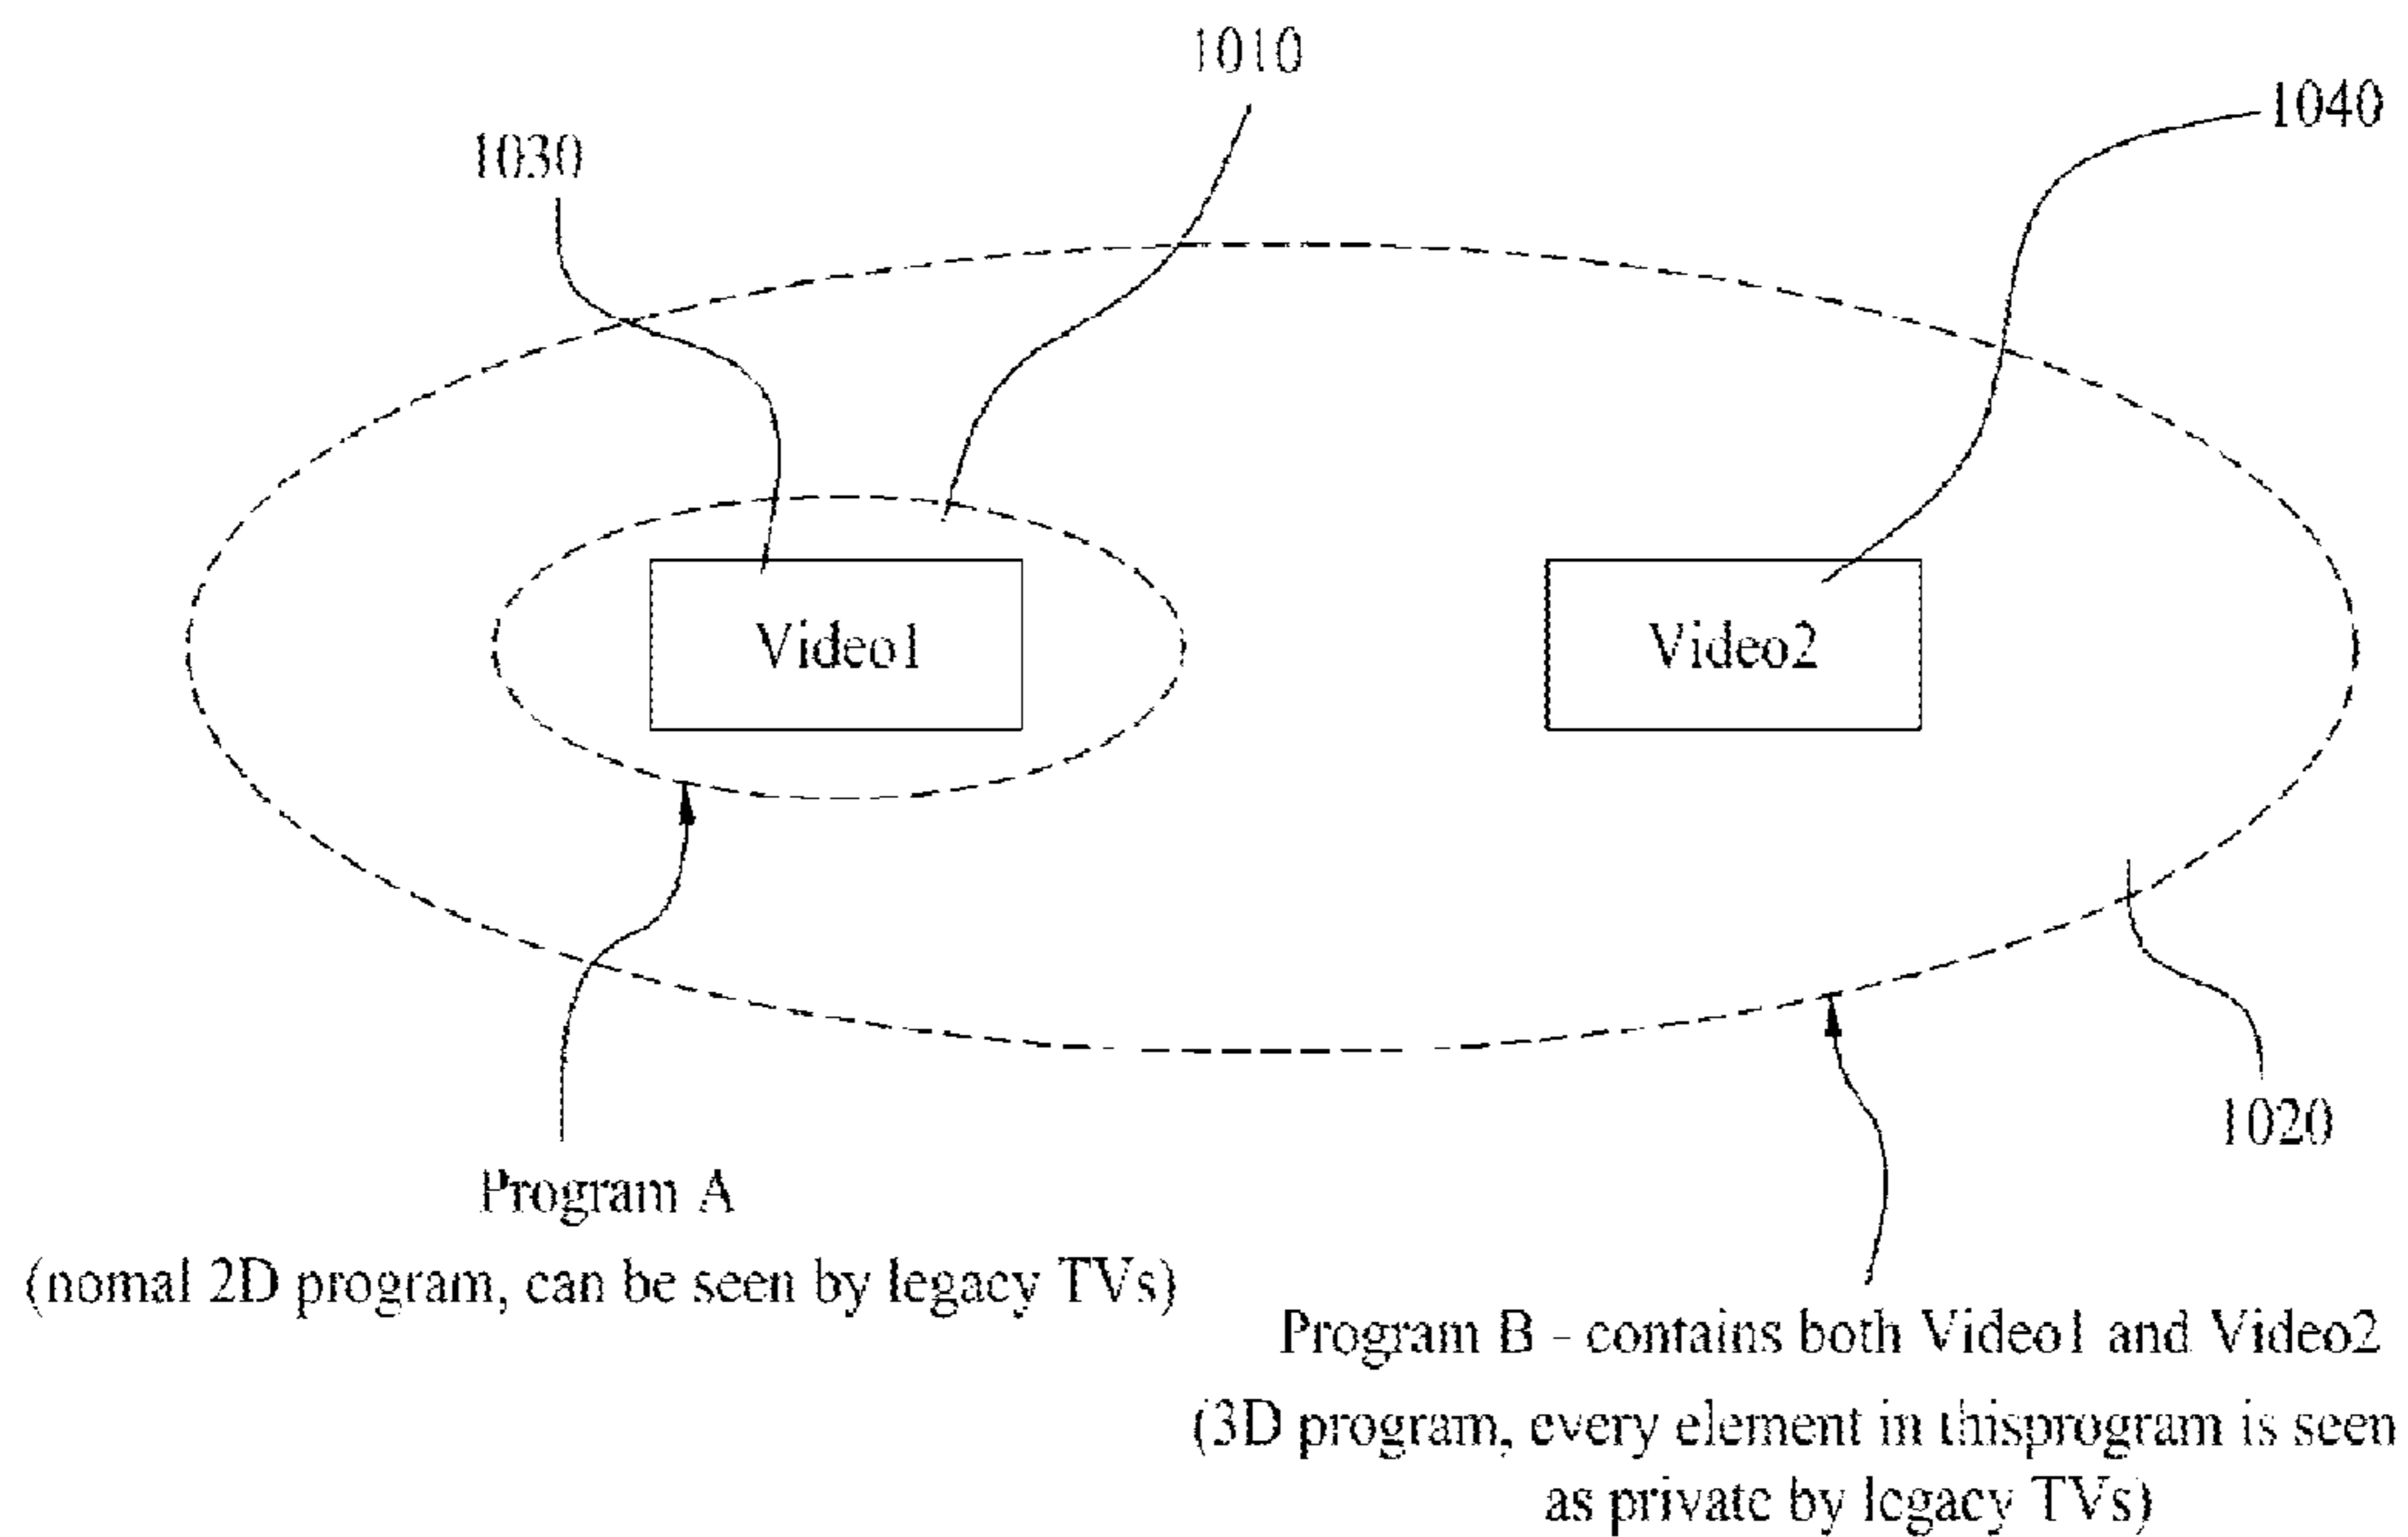 1010
1040
1030
Video1
Video2
1020
Program A
(nomal 2D program, can be seen by legacy TVs)
Program B - contains both Video1 and Video2
(3D program, every element in thisprogram is seen
as private by legacy TVs)